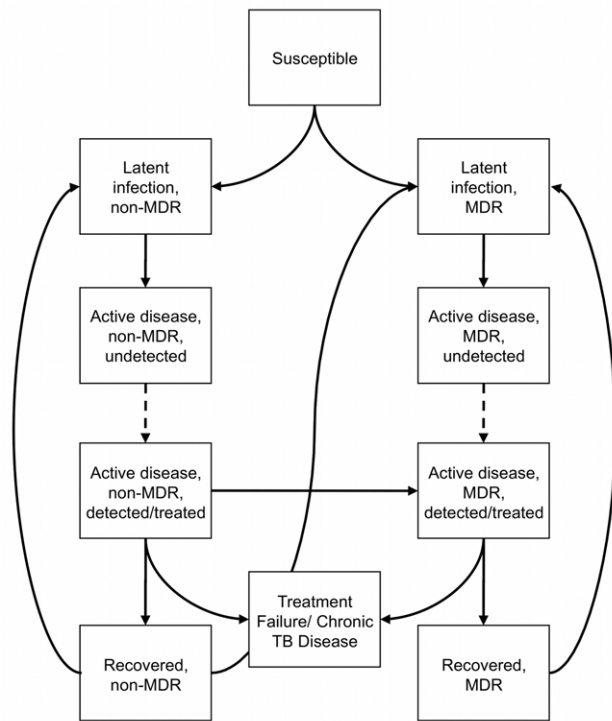 Susceptible
Latent
infection,
non-MDR
Latent
infection,
MDR
Active disease,
non-MDR,
undetected
Active disease,
MDR,
undetected
Active disease,
non-MDR,
detected/treated
Active disease,
MDR,
detected/treated
Treatment
Failure/ Chronic
TB Disease
Recovered,
non-MDR
Recovered,
MDR